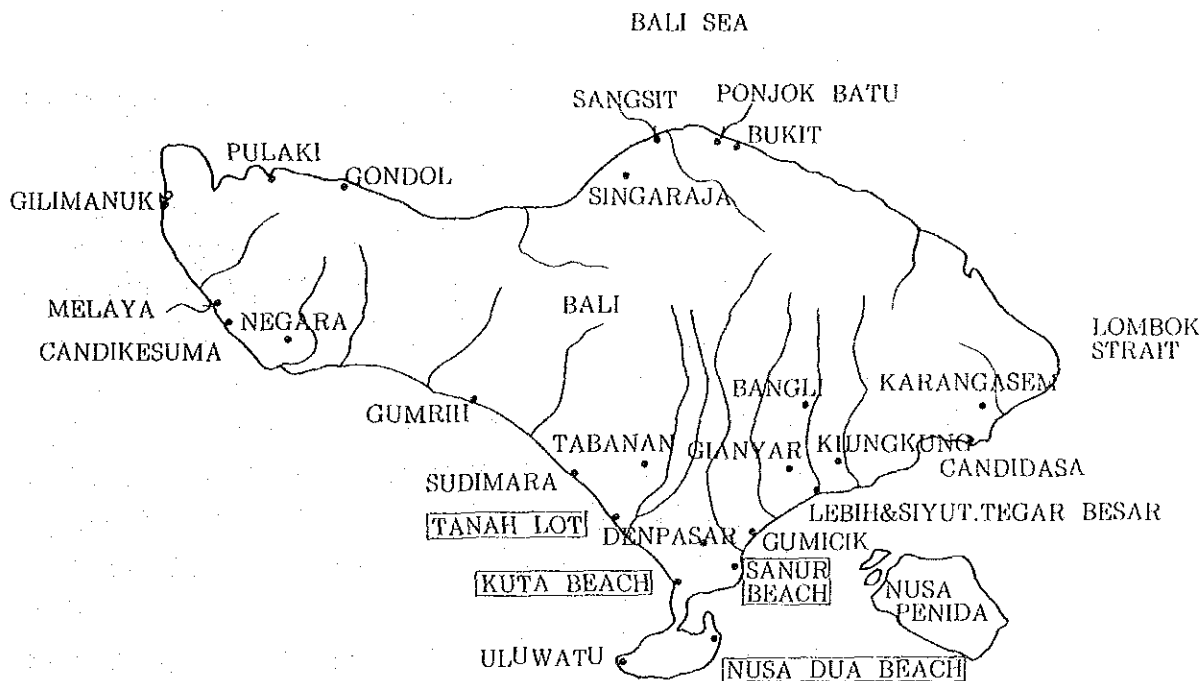 BALI SEA
SANGSIT
PONJOK BATU
BUKIT
PULAKI
GONDOL
GILIMANUK
SINGARAJA
MELAYA
NEGARA
CANDIKESUMA
BALI
LOMBOK
STRAIT
BANGLI
KARANGASEM
GUMRIH
TABANAN
GIANYAR
KLUNGKUNG
CANDIDASA
SUDIMARA
LEBIH&SIYUT.TEGAR BESAR
TANAH LOT
DENPASAR
GUMICIK
KUTA BEACH
SANUR
BEACH
NUSA
PENIDA
ULUWATU
NUSA DUA BEACH